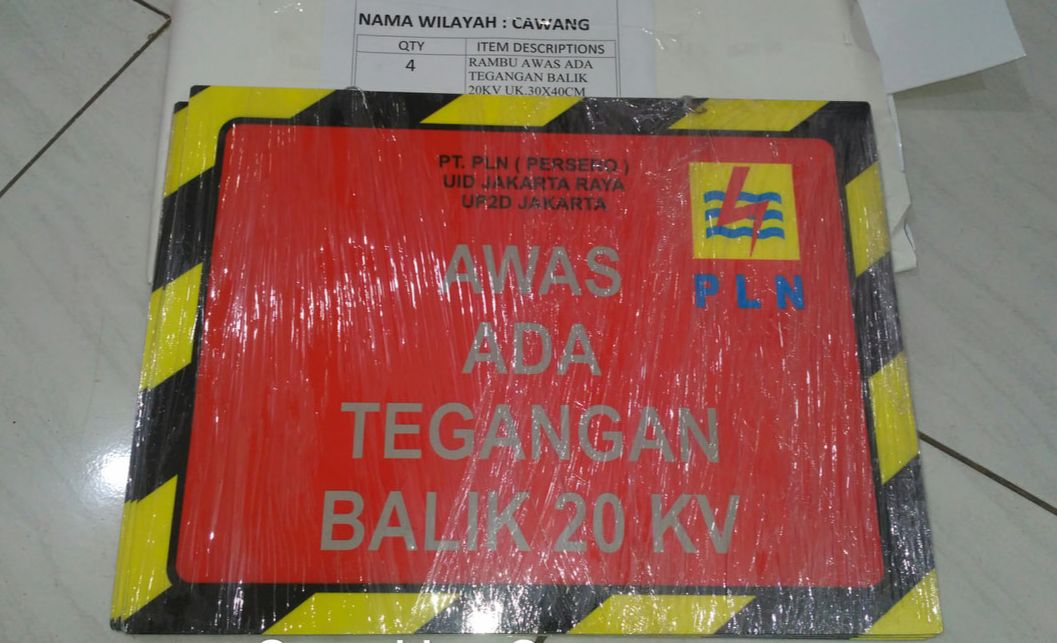 NAMA WILAYAH : CAWANG
QTY ITEM DESCRIPTIONS
4 RAMBU AWAS ADA
TEGANGAN BALIK
20KV UK.30X40CM
PT. PLN ( PERSERO )
UID JAKARTA RAYA
UP2D JAKARTA
PLN
AWAS
ADA
TEGANGAN
BALIK 20 KV